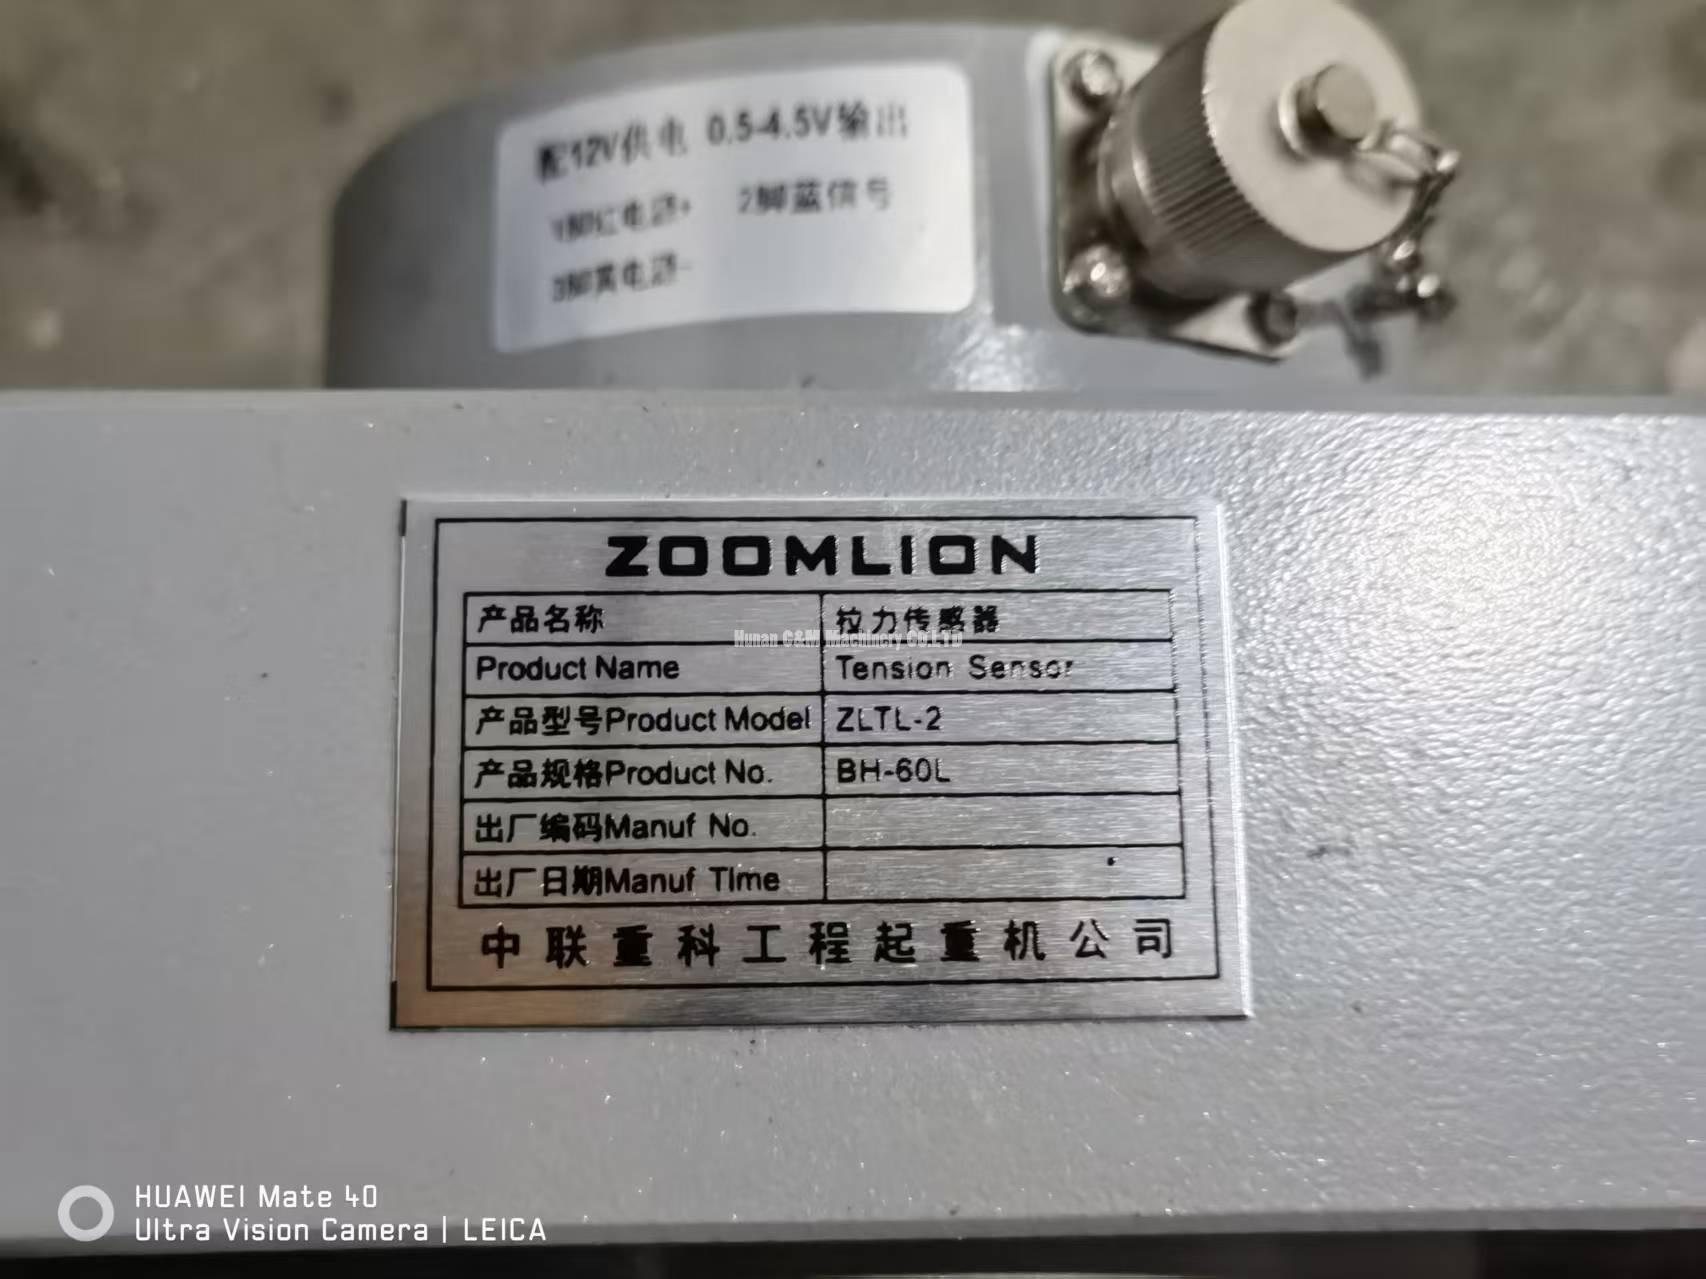 配12V供电 0.5-4.5V输出
1脚红电源+ 2脚蓝信号
3脚黄电源-
ZOOMLION
产品名称 拉力传感器
Hunan G&M Machinery CO.LTD
Product Name Tension Sensor
产品型号Product Model ZLTL-2
产品规格Product No. BH-60L
出厂编码Manuf No.
出厂日期Manuf TIme
中联重科工程起重机公司
HUAWEI Mate 40
Ultra Vision Camera | LEICA